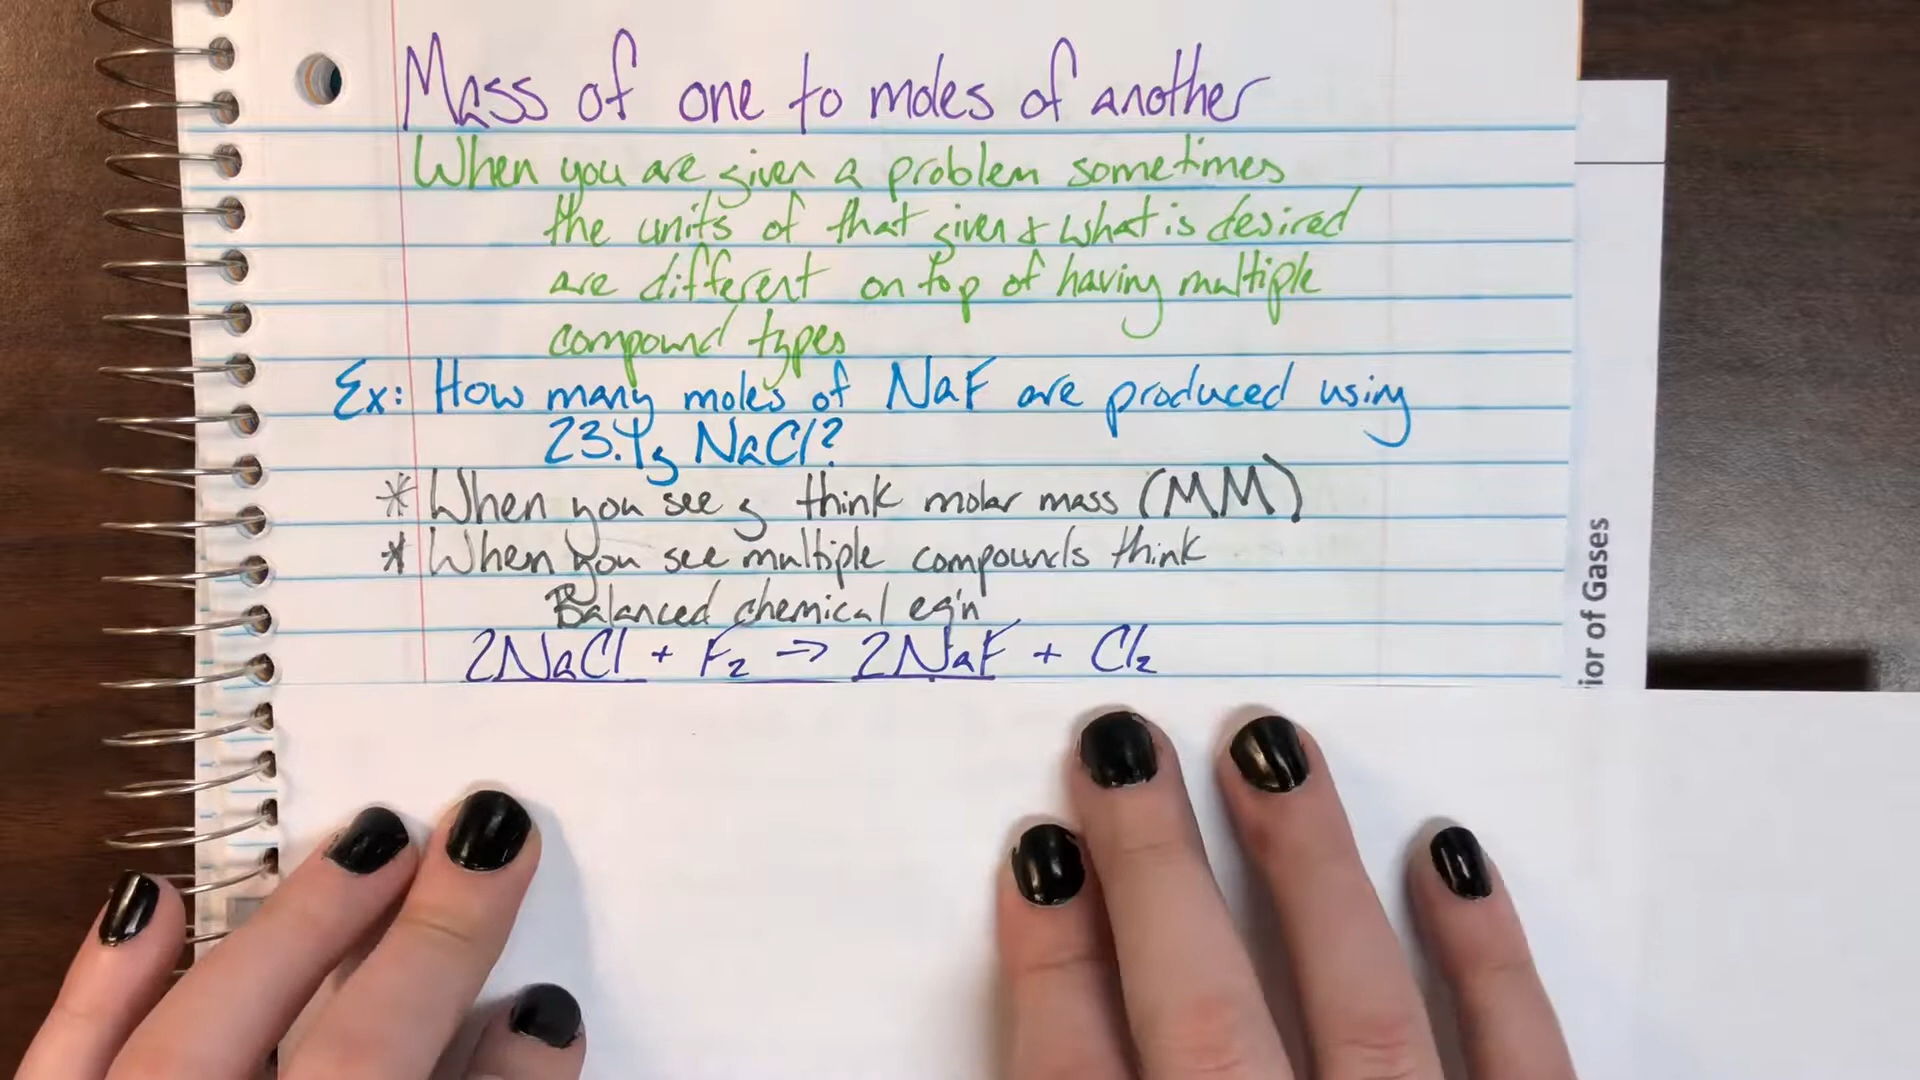 Mass of one to moles of another
When you are given a problem sometimes
the units of that given & what is desired
are different on top of having multiple
compound types
Ex: How many moles of NaF are produced using
23.4g NaCl?
* When you see g think molar mass (MM)
* When you see multiple compounds think
Balanced chemical eq'n
2NaCl + F₂ → 2NaF + Cl₂
ior of Gases